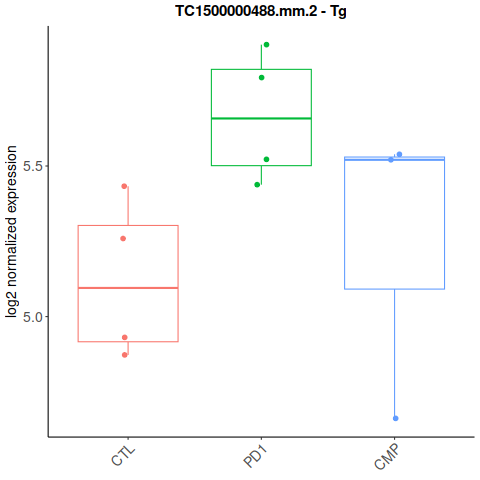 TC1500000488.mm.2 - Tg
log2 normalized expression
5.5
5.0
CTL
PD1
CMP